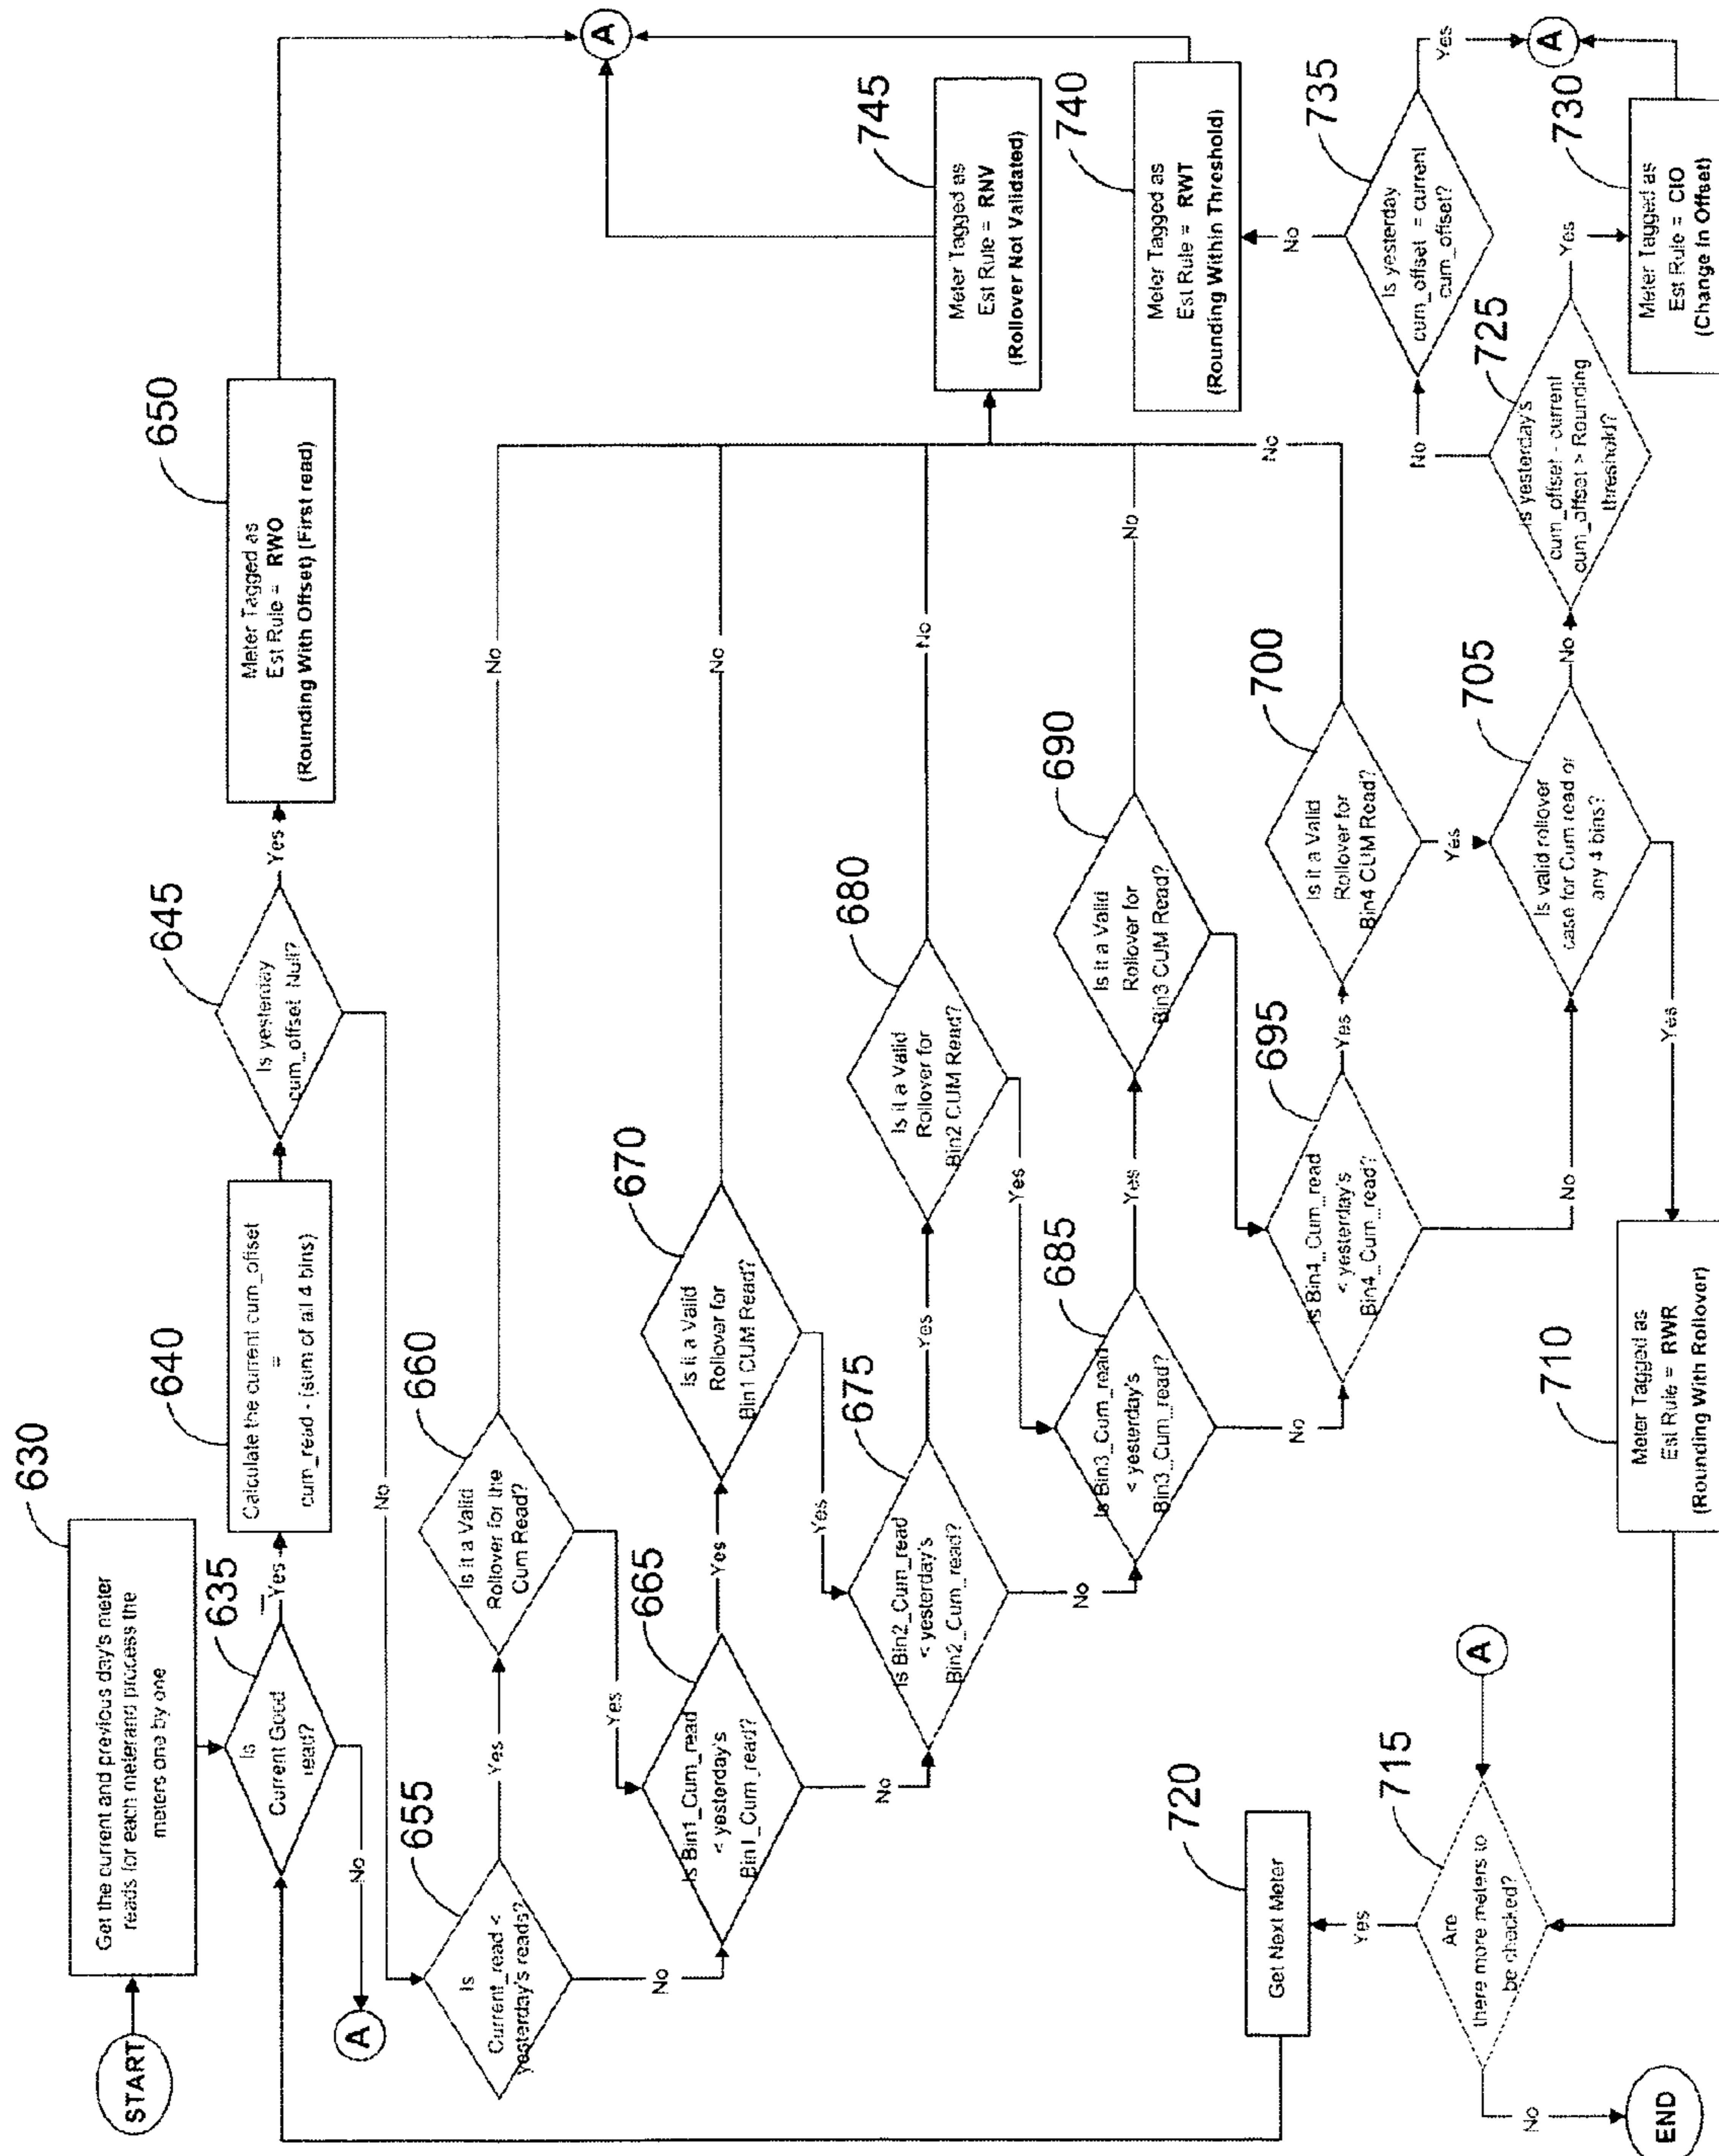 START
630
Get the current and previous day's meter
reads for each meter and process the
meters one by one
635
Is
Current Good
read?
Yes
No
A
640
Calculate the current cum_offset
=
cum_read - (sum of all 4 bins)
645
Is yesterday
cum_offset Null?
Yes
No
650
Meter Tagged as
Est Rule = RWO
(Rounding With Offset) (First read)
A
655
Is
Current_read <
yesterday's reads?
Yes
No
660
Is it a Valid
Rollover for the
Cum Read?
Yes
No
665
Is Bin1_Cum_read
< yesterday's
Bin1_Cum_read?
Yes
No
670
Is it a Valid
Rollover for
Bin1 CUM Read?
Yes
No
675
Is Bin2_Cum_read
< yesterday's
Bin2_Cum_read?
Yes
No
680
Is it a Valid
Rollover for
Bin2 CUM Read?
Yes
No
685
Is Bin3_Cum_read
< yesterday's
Bin3_Cum_read?
Yes
No
690
Is it a Valid
Rollover for
Bin3 CUM Read?
No
695
Is Bin4_Cum_read
< yesterday's
Bin4_Cum_read?
Yes
No
700
Is it a Valid
Rollover for
Bin4 CUM Read?
Yes
No
705
Is valid rollover
case for Cum read or
any 4 bins?
Yes
No
710
Meter Tagged as
Est Rule = RWR
(Rounding With Rollover)
A
715
Are
there more meters to
be checked?
Yes
No
720
Get Next Meter
END
725
Is yesterday's
cum_offset - current
cum_offset > Rounding
threshold?
Yes
No
730
Meter Tagged as
Est Rule = CIO
(Change In Offset)
735
Is yesterday
cum_offset = current
cum_offset?
Yes
No
A
740
Meter Tagged as
Est Rule = RWT
(Rounding Within Threshold)
745
Meter Tagged as
Est Rule = RNV
(Rollover Not Validated)